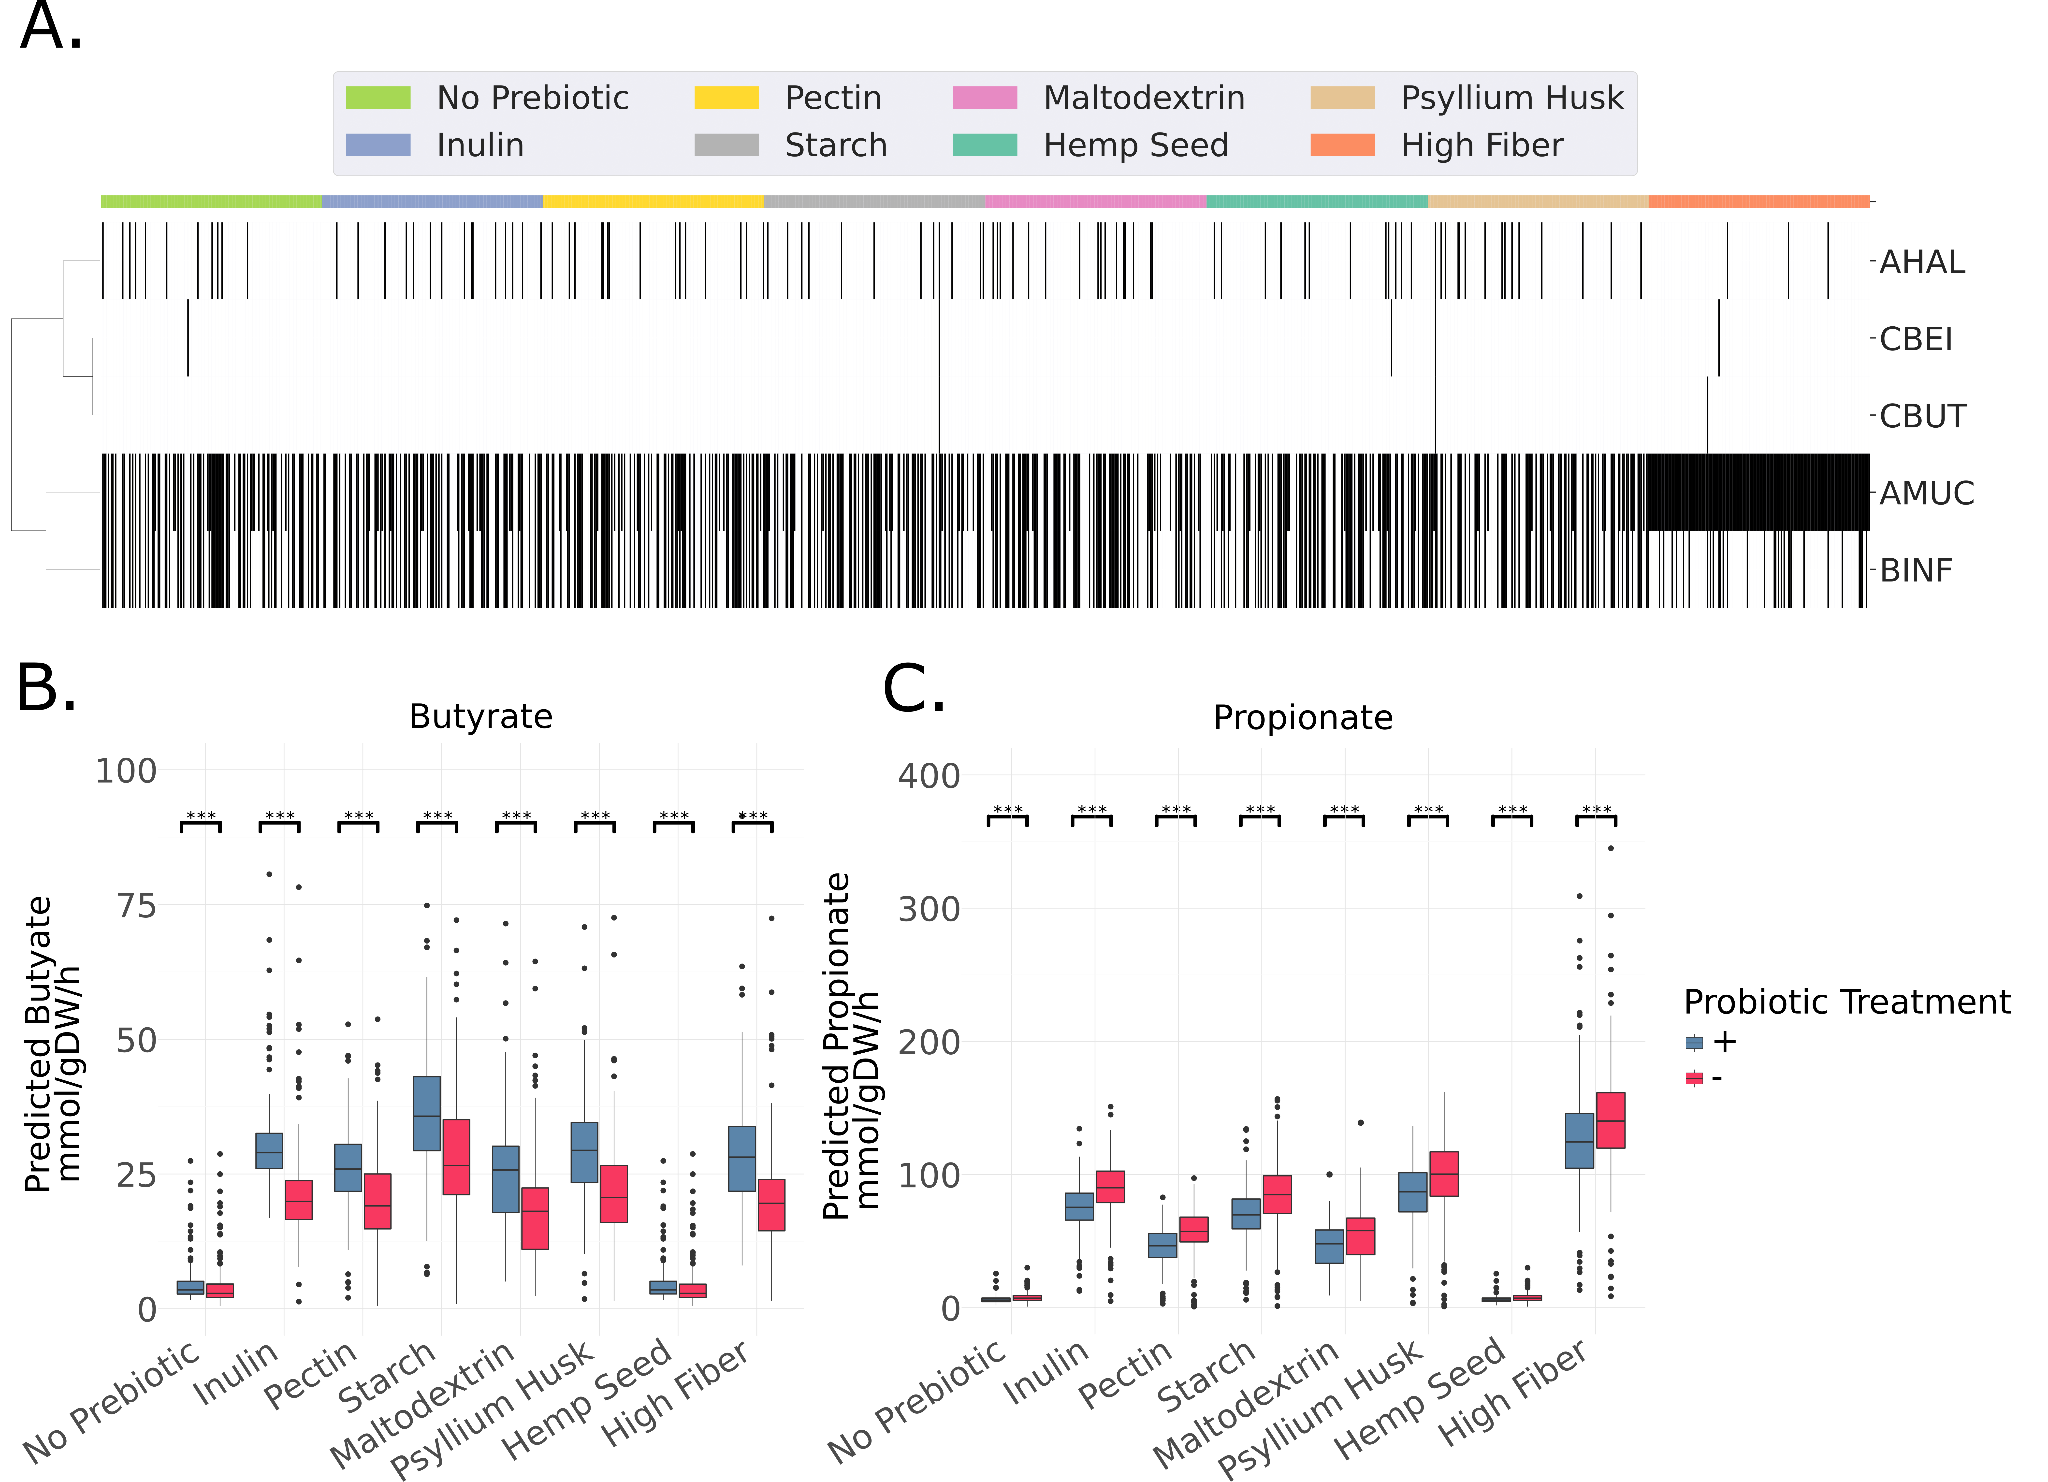 A.
No Prebiotic Pectin Maltodextrin Psyllium Husk
Inulin Starch Hemp Seed High Fiber
AHAL
CBEI
CBUT
AMUC
BINF
B.
Butyrate
Predicted Butyate
mmol/gDW/h
100
75
50
25
0
*** *** *** *** *** *** *** ***
No Prebiotic
Inulin
Pectin
Starch
Maltodextrin
Psyllium Husk
Hemp Seed
High Fiber
C.
Propionate
Predicted Propionate
mmol/gDW/h
400
300
200
100
0
*** *** *** *** *** *** *** ***
No Prebiotic
Inulin
Pectin
Starch
Maltodextrin
Psyllium Husk
Hemp Seed
High Fiber
Probiotic Treatment
+
-